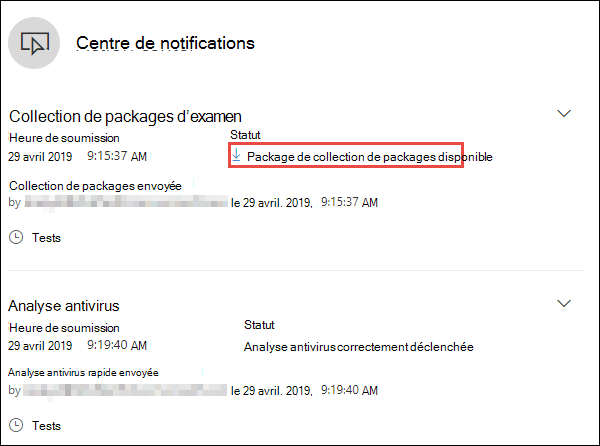 Centre de notifications
Collection de packages d'examen
Heure de soumission Statut
29 avril 2019 9:15:37 AM Package de collection de packages disponible
Collection de packages envoyée
by le 29 avril. 2019, 9:15:37 AM
Tests
Analyse antivirus
Heure de soumission Statut
29 avril 2019 9:19:40 AM Analyse antivirus correctement déclenchée
Analyse antivirus rapide envoyée
by le 29 avril. 2019, 9:19:40 AM
Tests